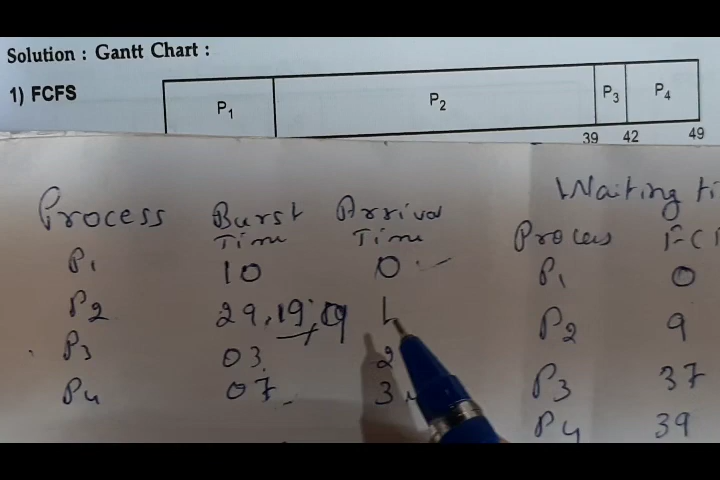 Solution : Gantt Chart :
1) FCFS
P1 P2 P3 P4
39 42 49
Process Burst Time Arrival Time
P1 10 0
P2 29, 19, 09 1
P3 03 2
P4 07 3
Waiting
Process
P1 0
P2 9
P3 37
P4 39